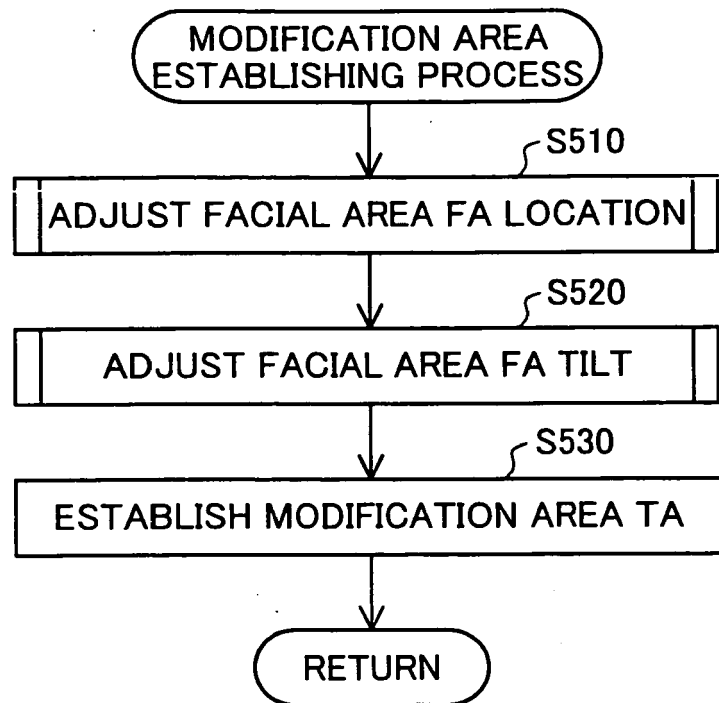 MODIFICATION AREA
ESTABLISHING PROCESS
S510
ADJUST FACIAL AREA FA LOCATION
S520
ADJUST FACIAL AREA FA TILT
S530
ESTABLISH MODIFICATION AREA TA
RETURN